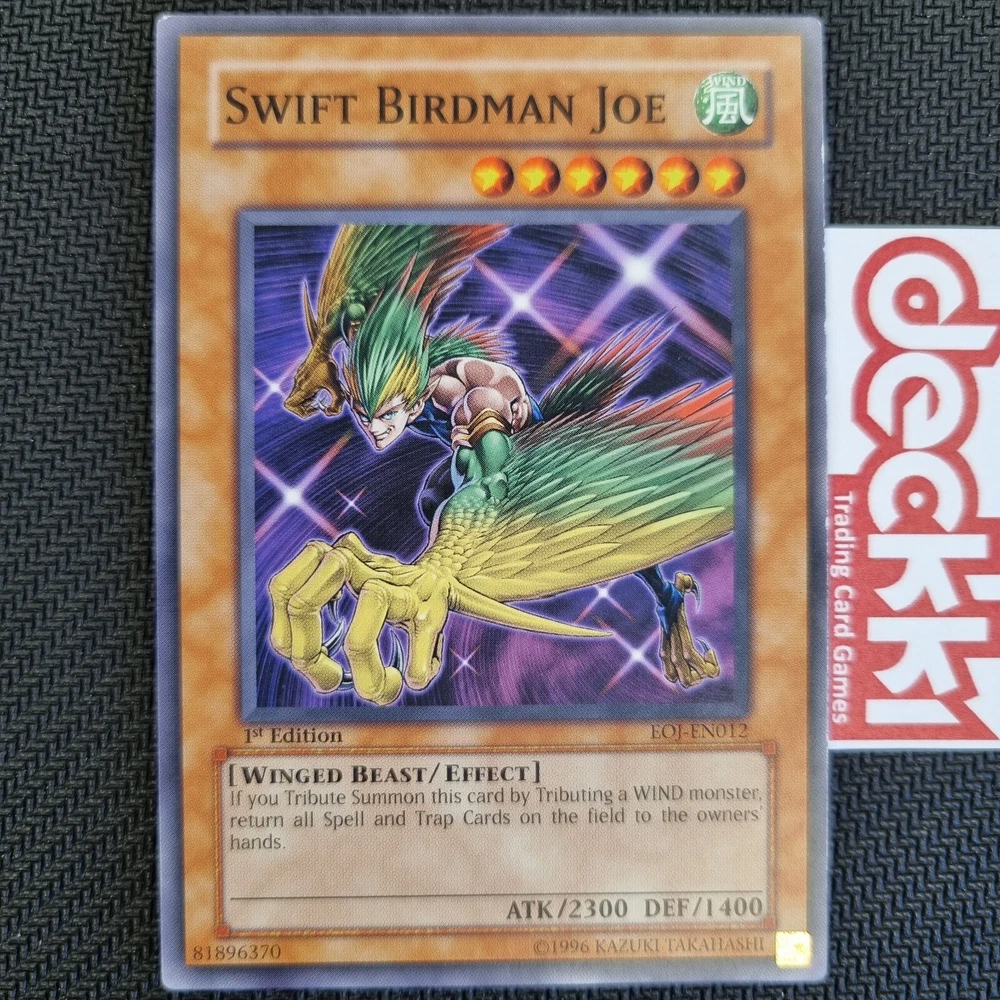 SWIFT BIRDMAN JOE
WIND
風
1st Edition
EOJ-EN012
[WINGED BEAST/EFFECT]
If you Tribute Summon this card by Tributing a WIND monster,
return all Spell and Trap Cards on the field to the owners'
hands.
ATK/2300 DEF/1400
81896370
©1996 KAZUKI TAKAHASHI
deckki
Trading Card Games